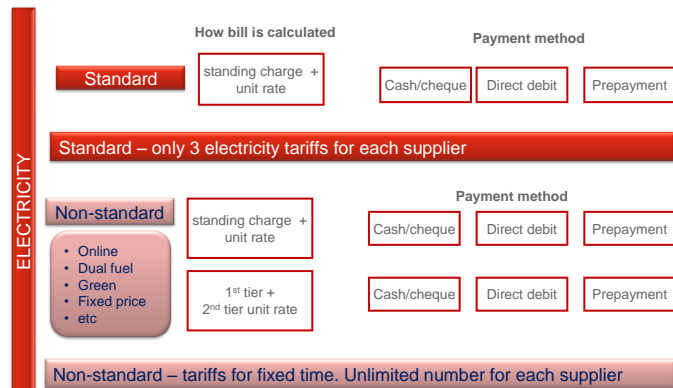 ELECTRICITY
How bill is calculated
Payment method
Standard
standing charge +
unit rate
Cash/cheque
Direct debit
Prepayment
Standard – only 3 electricity tariffs for each supplier
Payment method
Non-standard
standing charge +
unit rate
Cash/cheque
Direct debit
Prepayment
• Online
• Dual fuel
• Green
• Fixed price
• etc
1st tier +
2nd tier unit rate
Cash/cheque
Direct debit
Prepayment
Non-standard – tariffs for fixed time. Unlimited number for each supplier